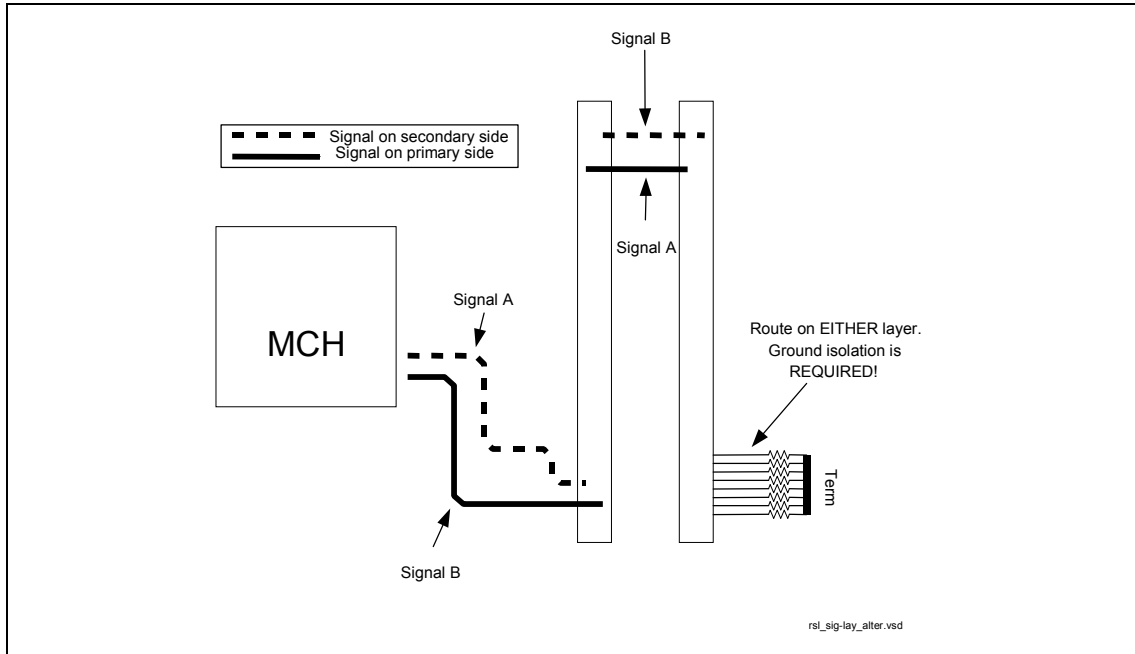 Signal B
Signal on secondary side
Signal on primary side
Signal A
Signal A
MCH
Route on EITHER layer.
Ground isolation is
REQUIRED!
Term
Signal B
rsl_sig-lay_alter.vsd